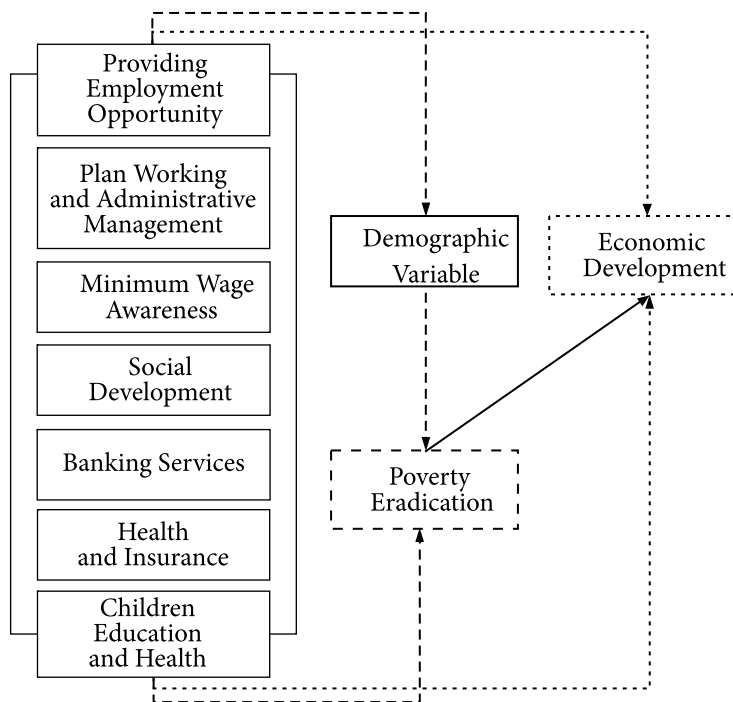 Providing
Employment
Opportunity
Plan Working
and Administrative
Management
Minimum Wage
Awareness
Social
Development
Banking Services
Health
and Insurance
Children
Education
and Health
Demographic
Variable
Poverty
Eradication
Economic
Development